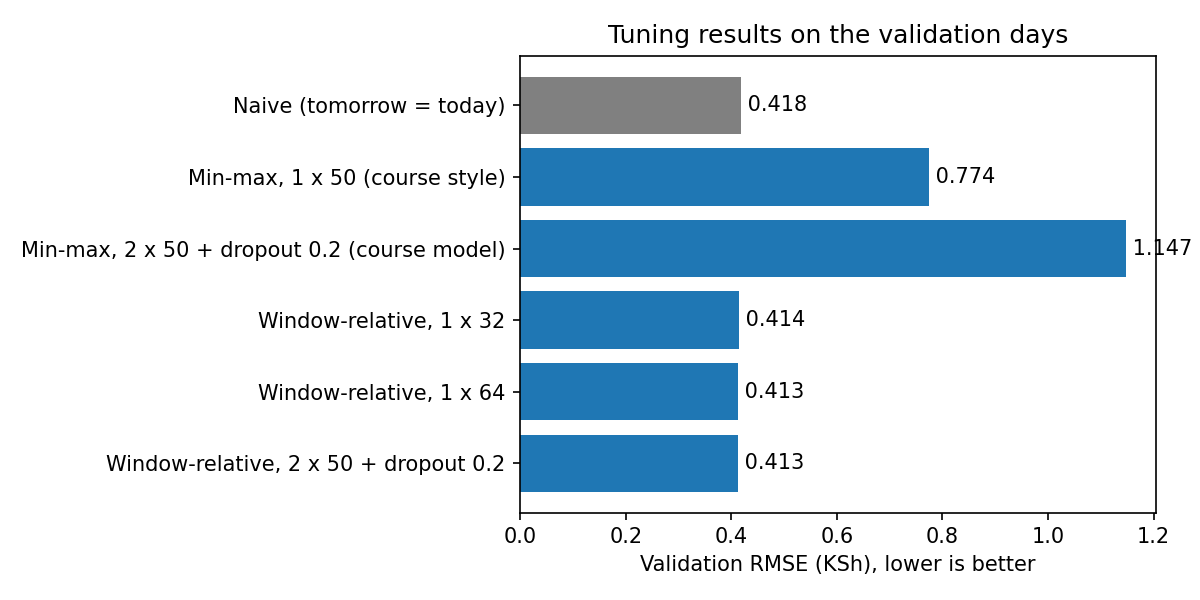 Tuning results on the validation days
Naive (tomorrow = today)
0.418
Min-max, 1 x 50 (course style)
0.774
Min-max, 2 x 50 + dropout 0.2 (course model)
1.147
Window-relative, 1 x 32
0.414
Window-relative, 1 x 64
0.413
Window-relative, 2 x 50 + dropout 0.2
0.413
0.0 0.2 0.4 0.6 0.8 1.0 1.2
Validation RMSE (KSh), lower is better